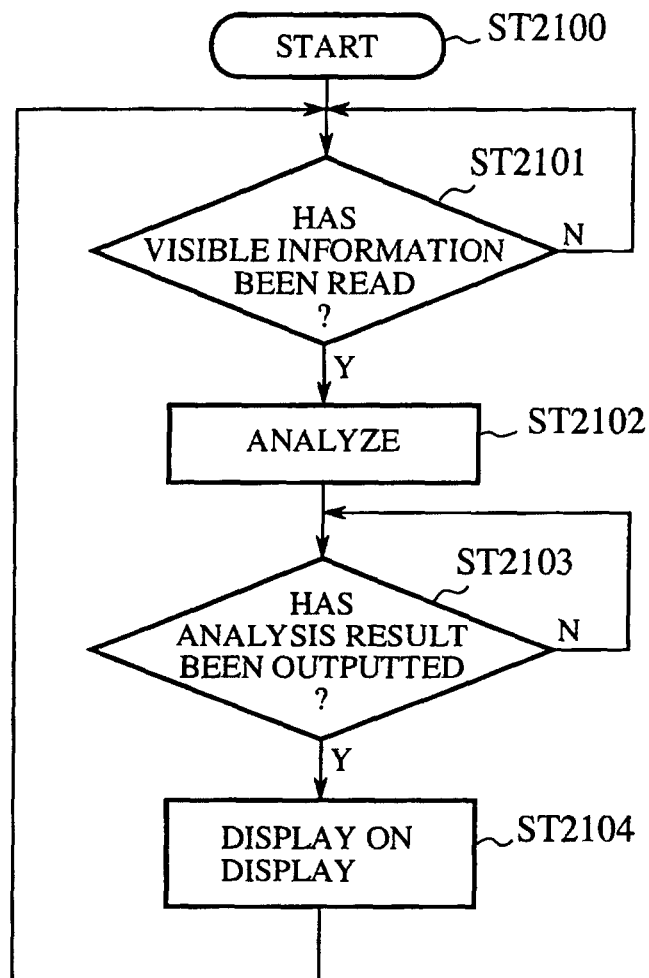 START
ST2100
ST2101
HAS
VISIBLE INFORMATION
BEEN READ
?
N
Y
ANALYZE
ST2102
ST2103
HAS
ANALYSIS RESULT
BEEN OUTPUTTED
?
N
Y
DISPLAY ON
DISPLAY
ST2104